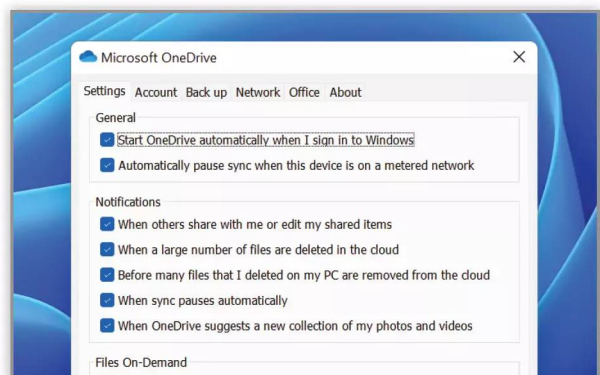 Microsoft OneDrive
Settings Account Back up Network Office About
General
Start OneDrive automatically when I sign in to Windows
Automatically pause sync when this device is on a metered network
Notifications
When others share with me or edit my shared items
When a large number of files are deleted in the cloud
Before many files that I deleted on my PC are removed from the cloud
When sync pauses automatically
When OneDrive suggests a new collection of my photos and videos
Files On-Demand